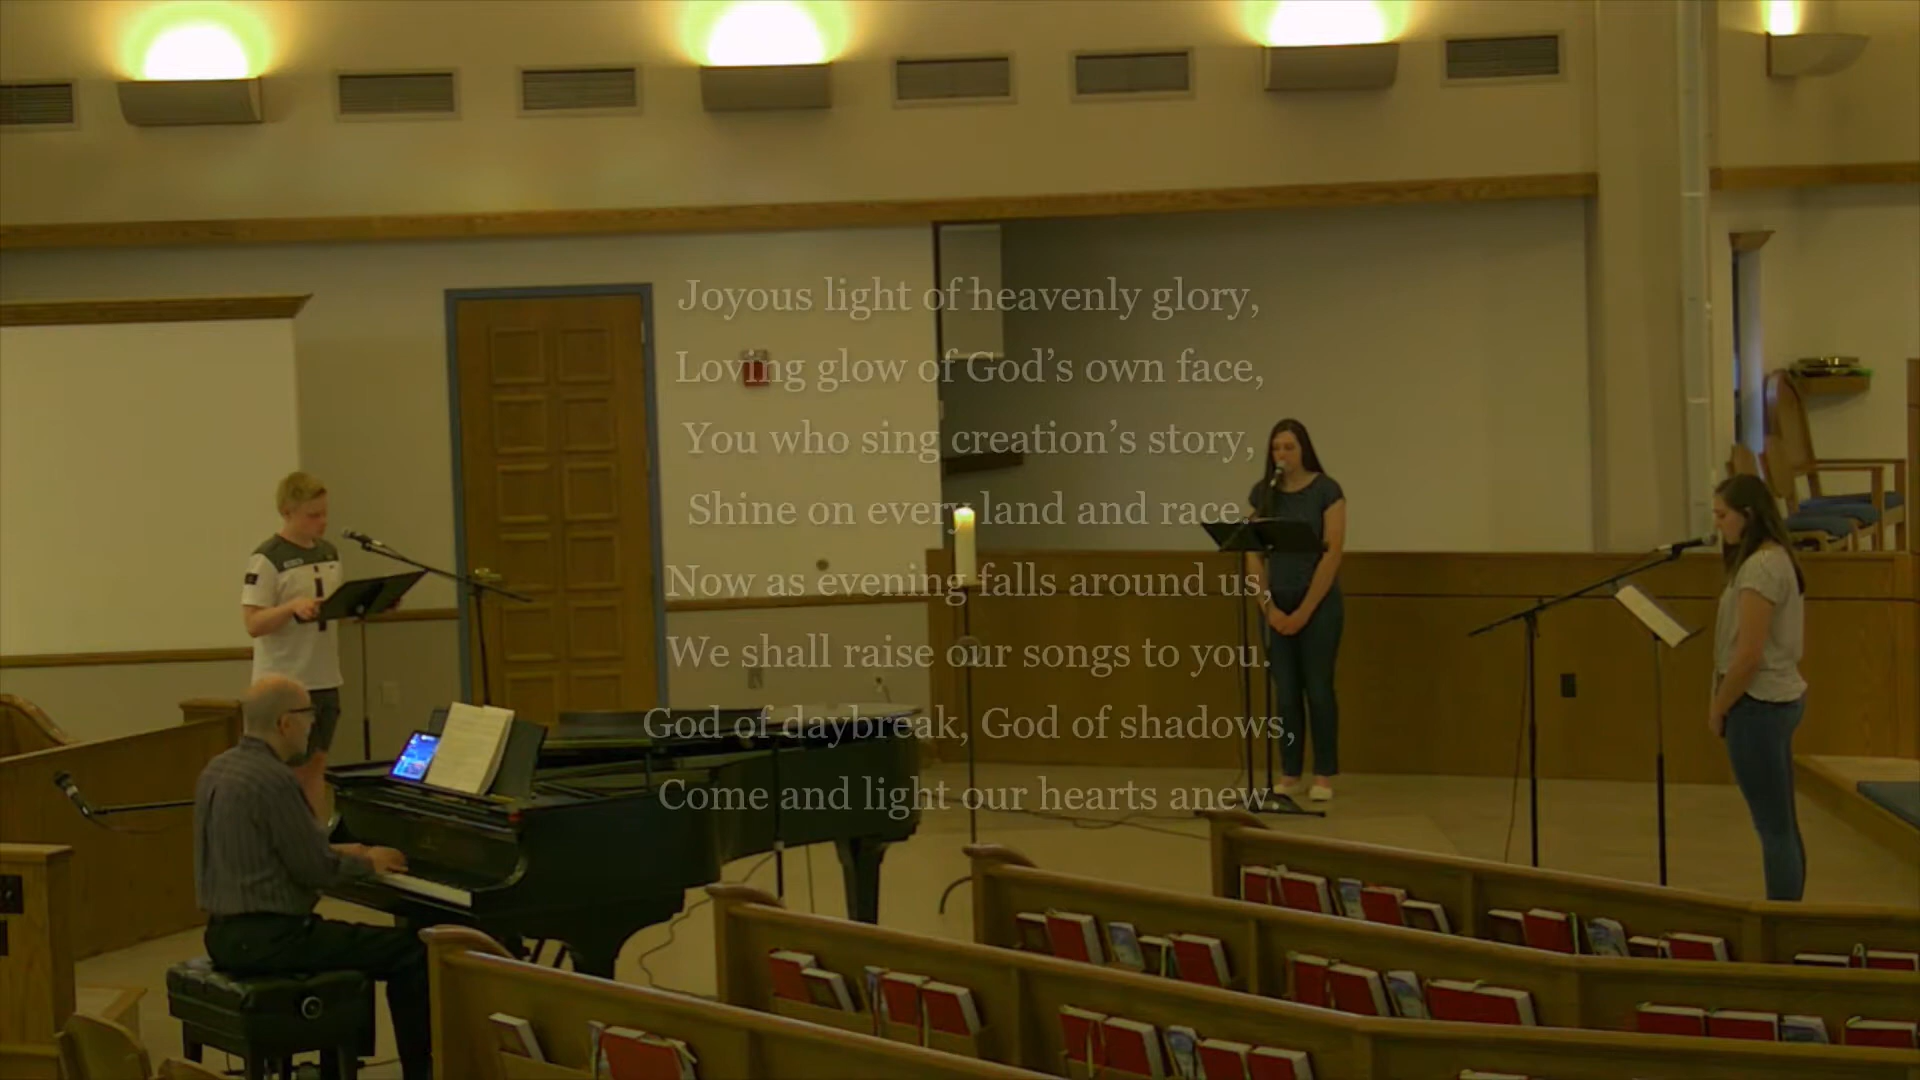 Joyous light of heavenly glory,
Loving glow of God’s own face,
You who sing creation’s story,
Shine on every land and race.
Now as evening falls around us,
We shall raise our songs to you.
God of daybreak, God of shadows,
Come and light our hearts anew.